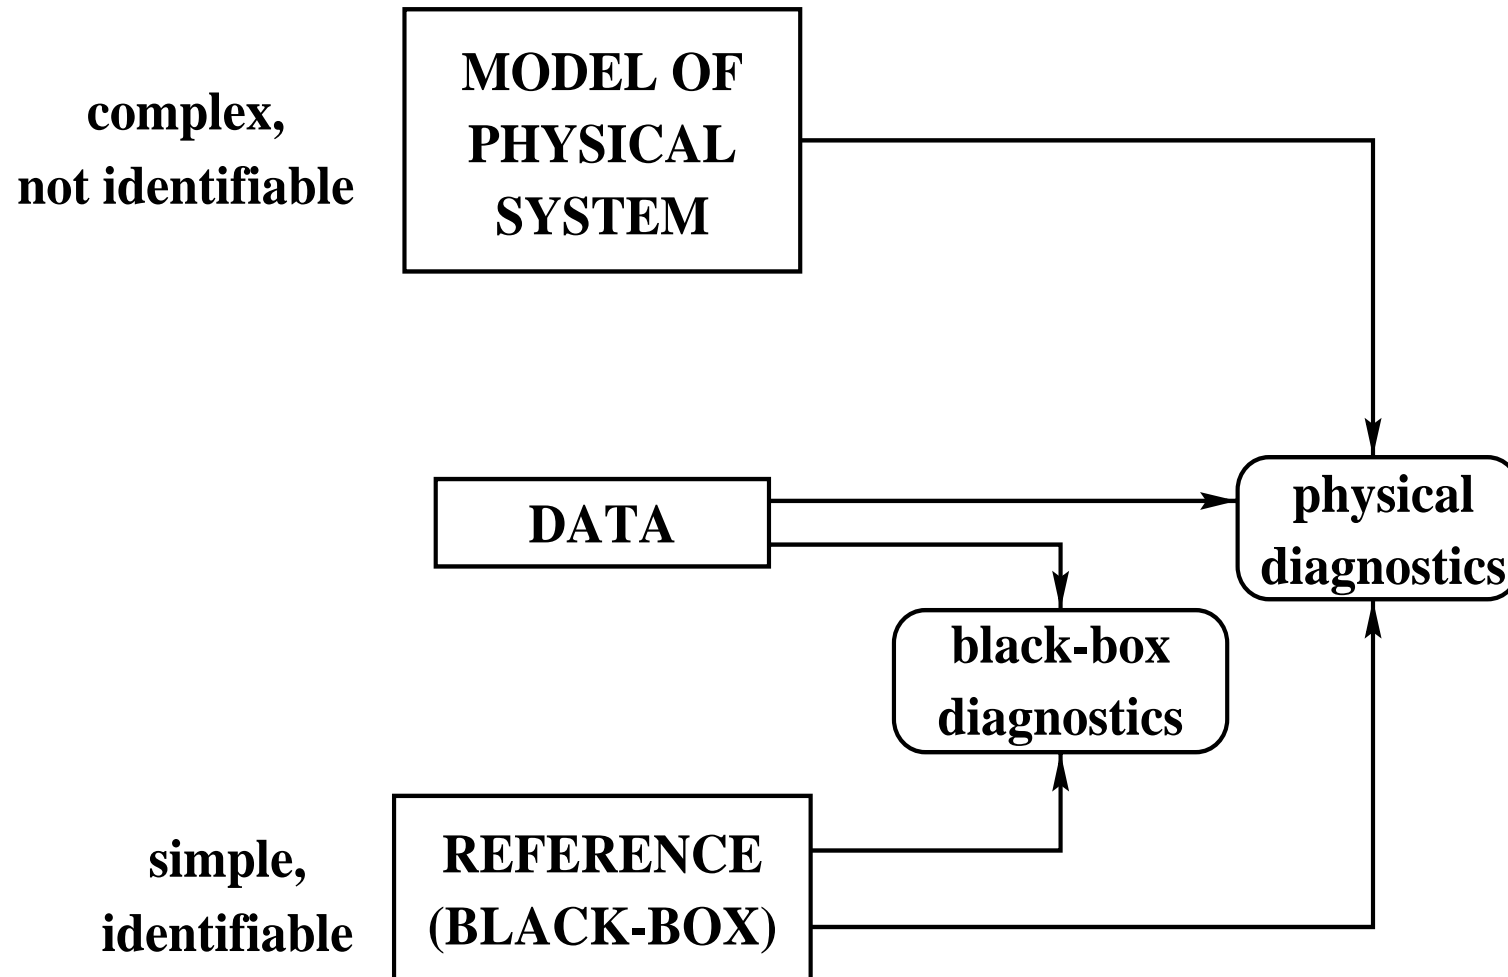 complex,
not identifiable
MODEL OF
PHYSICAL
SYSTEM
DATA
physical
diagnostics
black-box
diagnostics
simple,
identifiable
REFERENCE
(BLACK-BOX)